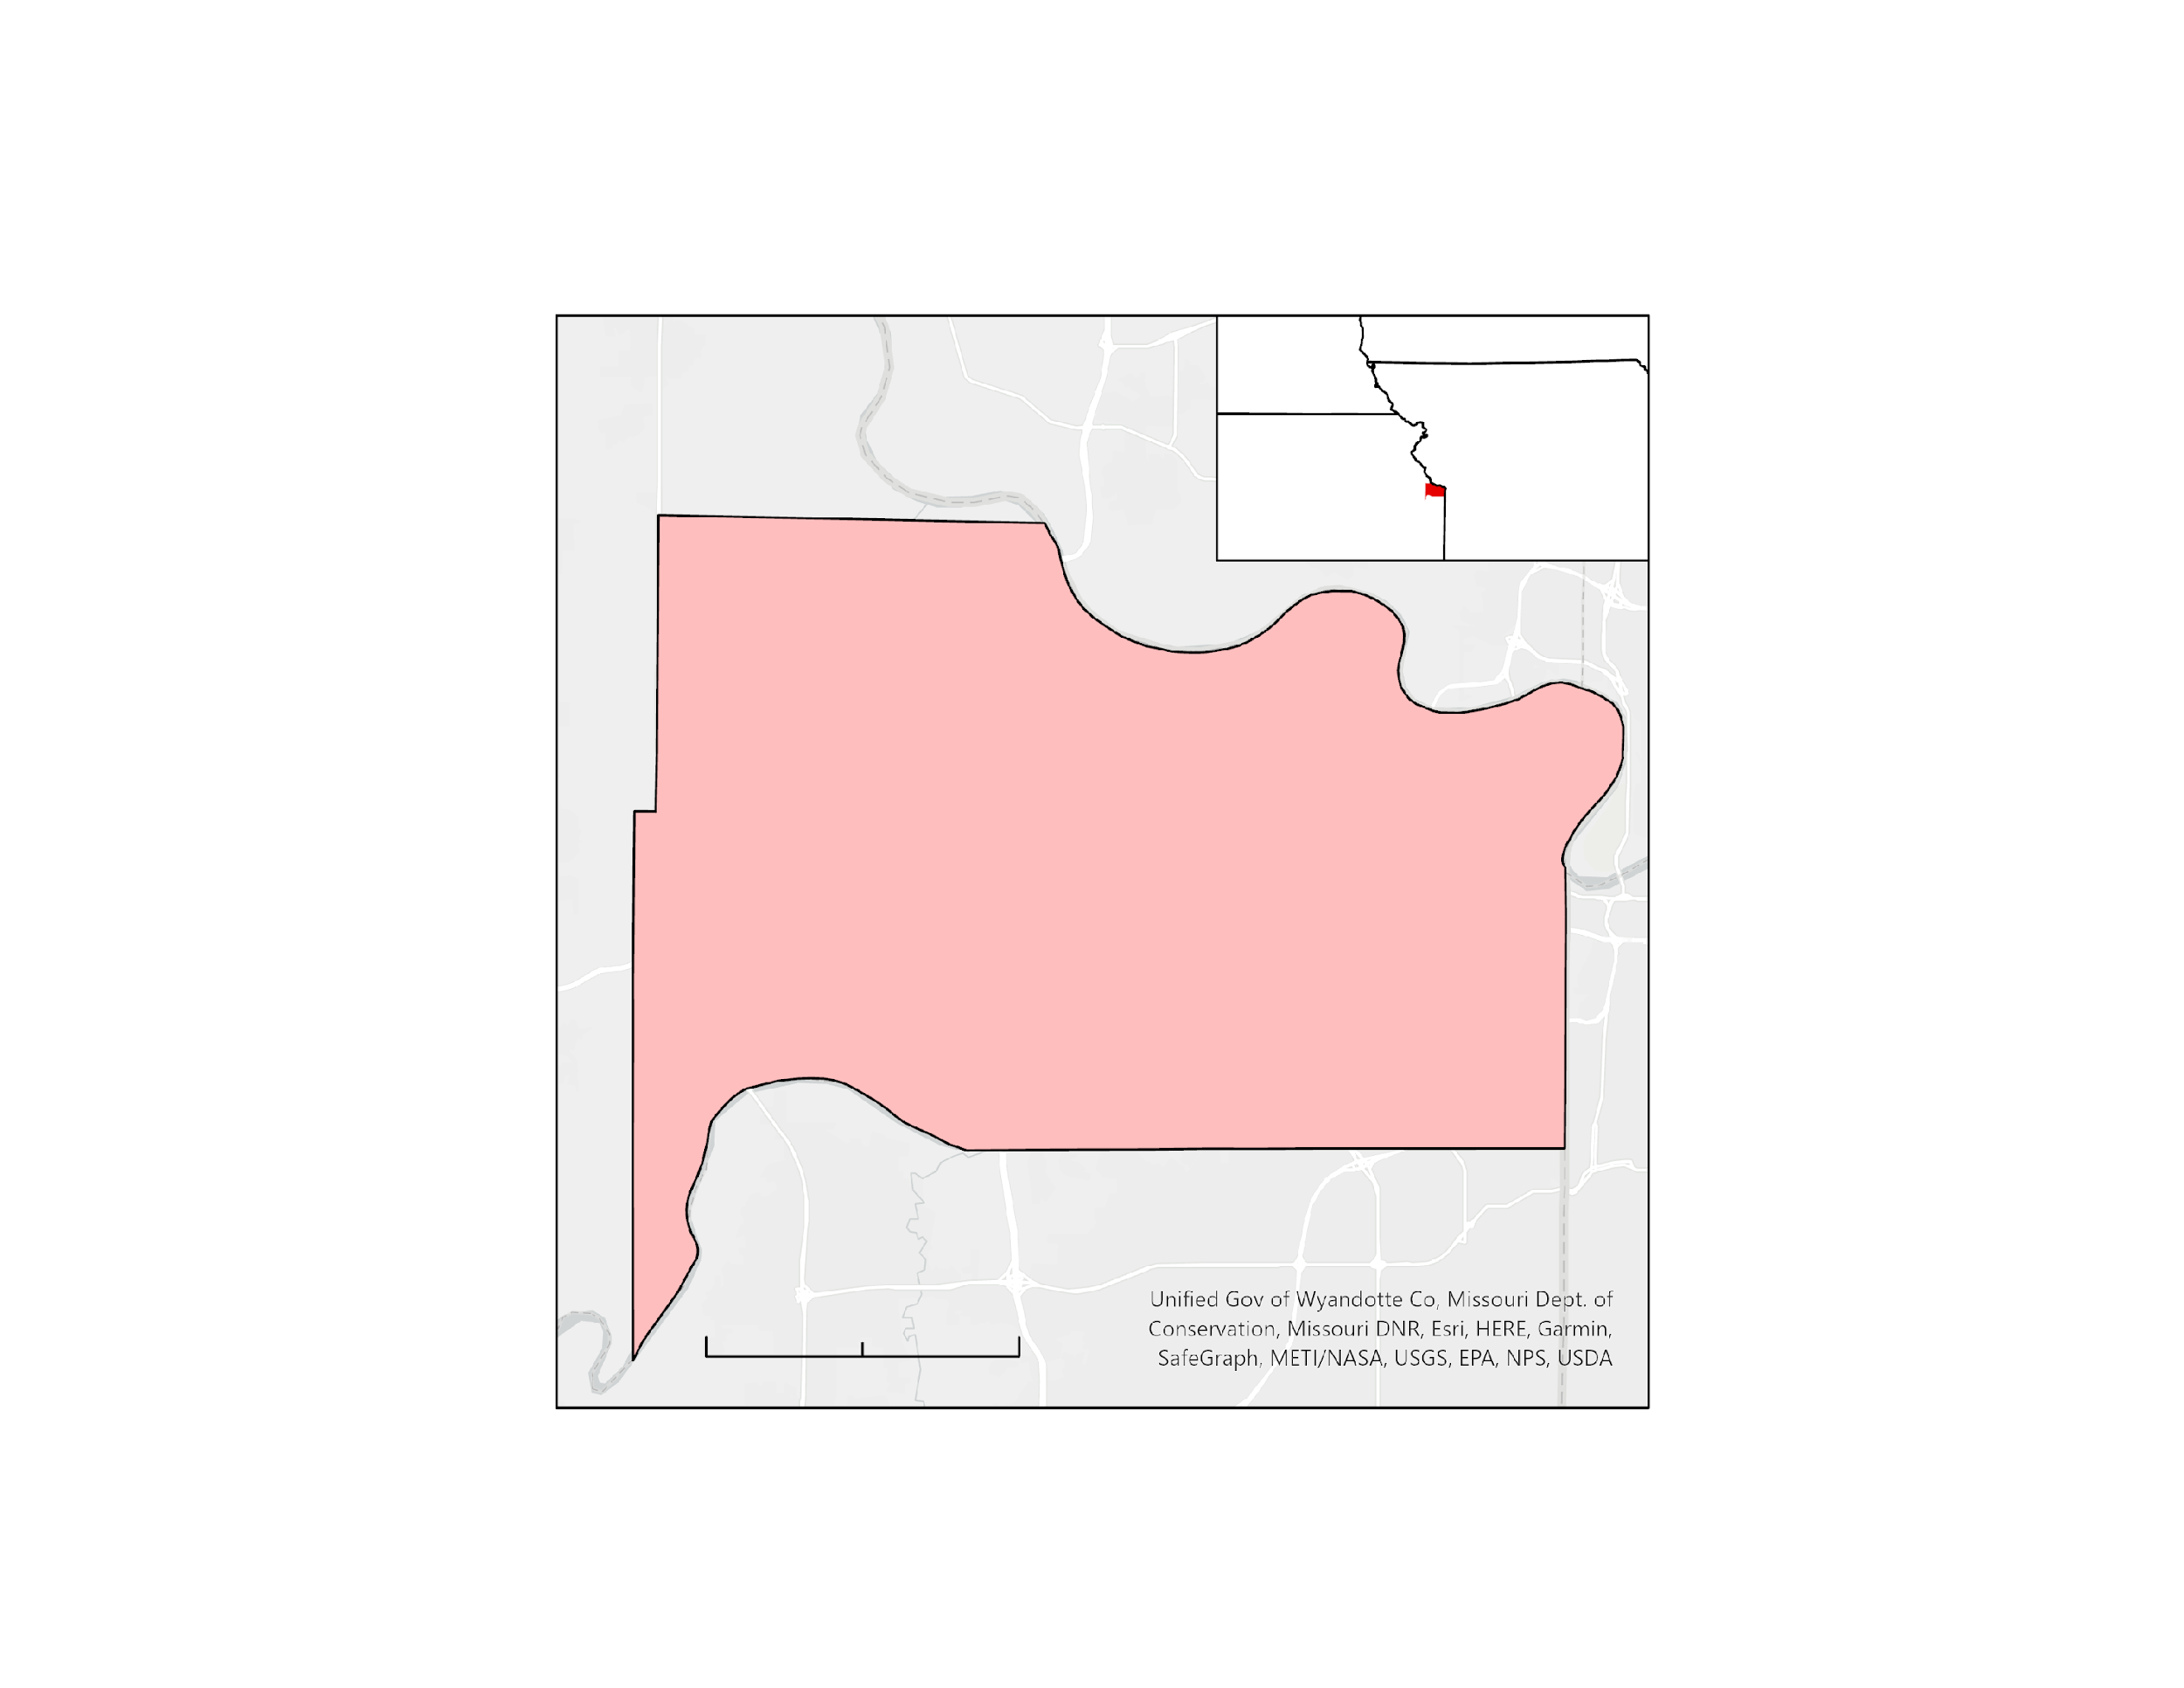 Unified Gov of Wyandotte Co, Missouri Dept. of
Conservation, Missouri DNR, Esri, HERE, Garmin,
SafeGraph, METI/NASA, USGS, EPA, NPS, USDA